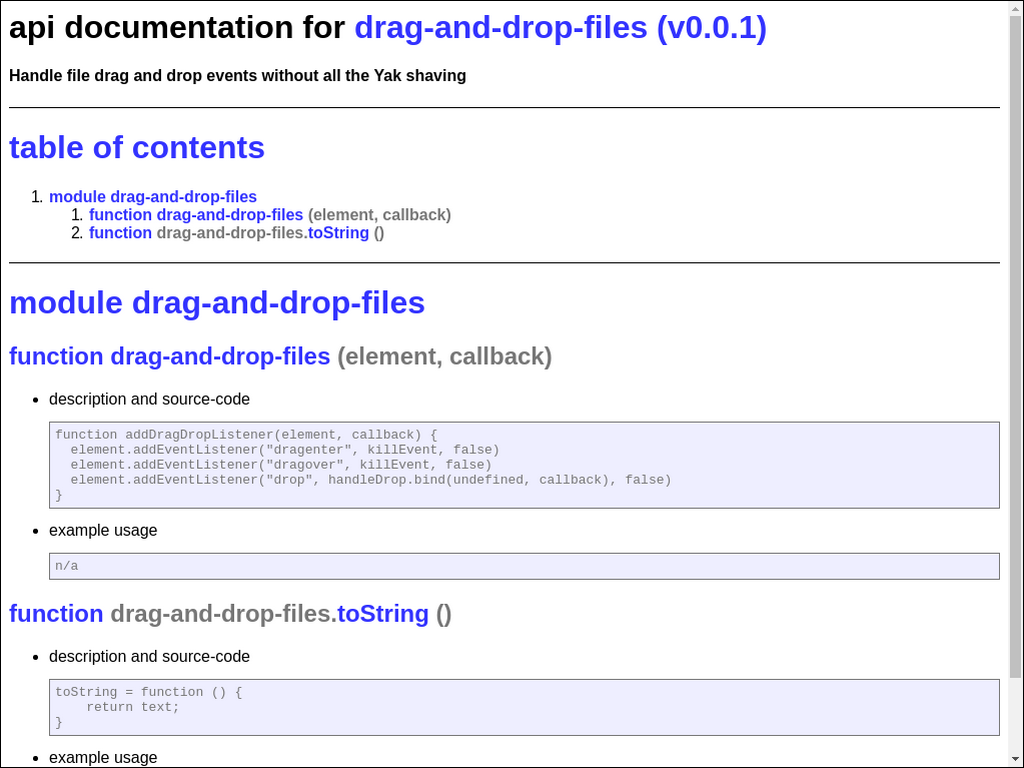 api documentation for drag-and-drop-files (v0.0.1)
Handle file drag and drop events without all the Yak shaving
table of contents
1. module drag-and-drop-files
1. function drag-and-drop-files (element, callback)
2. function drag-and-drop-files.toString ()
module drag-and-drop-files
function drag-and-drop-files (element, callback)
• description and source-code
function addDragDropListener(element, callback) {
  element.addEventListener("dragenter", killEvent, false)
  element.addEventListener("dragover", killEvent, false)
  element.addEventListener("drop", handleDrop.bind(undefined, callback), false)
}
• example usage
n/a
function drag-and-drop-files.toString ()
• description and source-code
toString = function () {
    return text;
}
• example usage